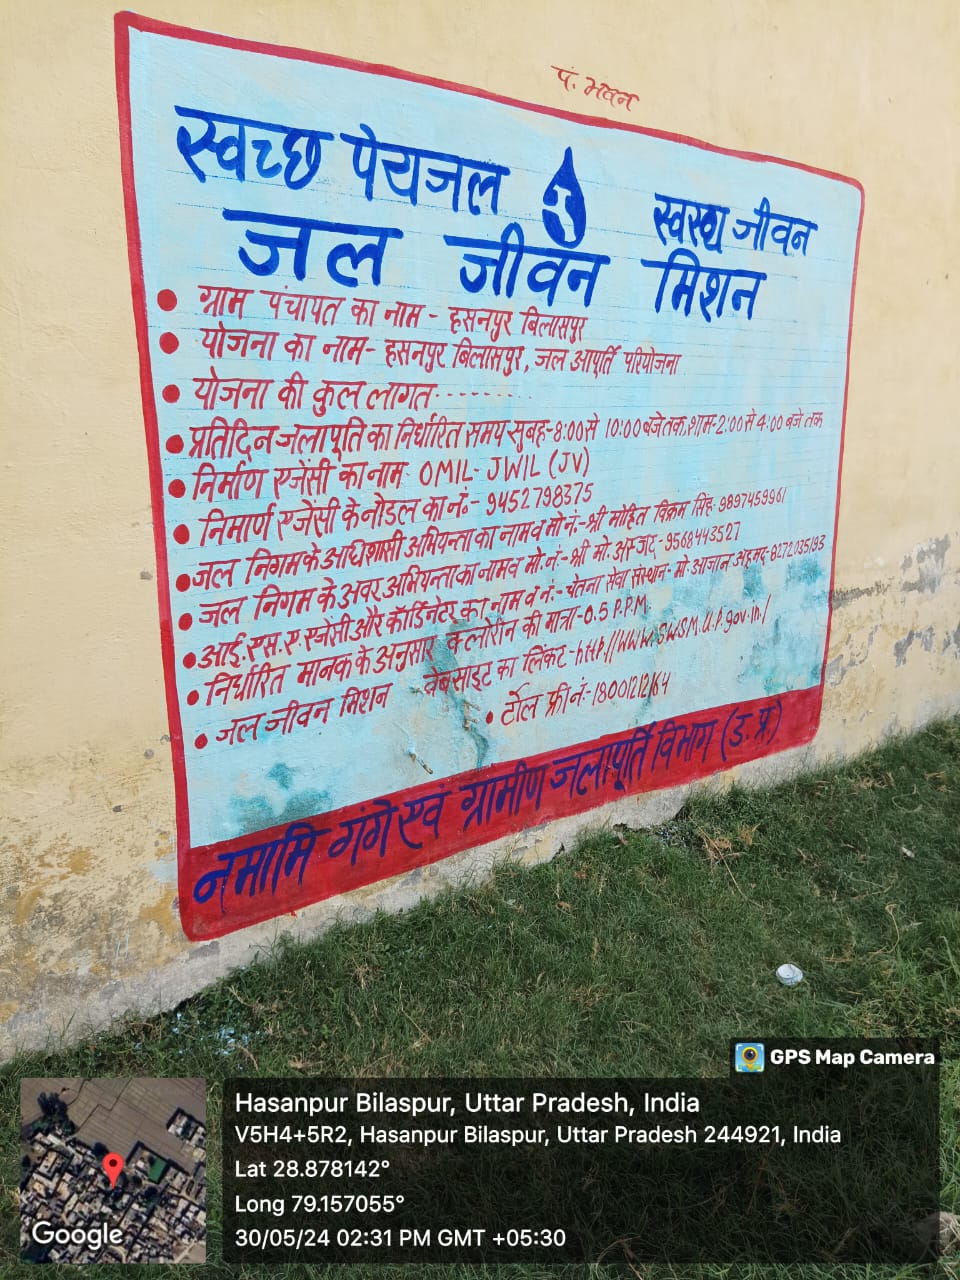 पं. भवन
स्वच्छ पेयजल स्वस्थ्य जीवन
जल जीवन मिशन
• ग्राम पंचायत का नाम - हसनपुर बिलासपुर
• योजना का नाम- हसनपुर बिलासपुर, जल आपूर्ति परियोजना
• योजना की कुल लागत---------
• प्रतिदिन जलापूर्ति का निर्धारित समय-सुबह-8:00 से 10:00 बजे तक, शाम-2:00 से 4:00 बजे तक
• निर्माण एजेंसी का नाम OMIL- JWIL (JV)
• निमार्ण एजेंसी के नोडल का नं०- 9452798375
• जल निगम के अधिशासी अभियन्ता का नाम व मो नं.-श्री मोहित विक्रम सिंह- 9897459961
• जल निगम के अवर अभियन्ता का नाम व मो. नं.-श्री मो. अमजद-9568443527
• आई.एस.ए. एजेंसी और कॉर्डिनेटर का नाम व नं.- चेतना सेवा संस्थान- मो. आजान अहमद-8272035193
• निर्धारित मानक के अनुसार क्लोरीन की मात्रा-0.5 P.P.M.
• जल जीवन मिशन वेबसाइट का लिंकट-http//WWW.SWSM.U.P.gov.in./
• टोल फ्री नं:-18001212164
नमामि गंगे एवं ग्रामीण जलापूर्ति विभाग (उ. प्र.)
GPS Map Camera
Hasanpur Bilaspur, Uttar Pradesh, India
V5H4+5R2, Hasanpur Bilaspur, Uttar Pradesh 244921, India
Lat 28.878142°
Long 79.157055°
30/05/24 02:31 PM GMT +05:30
Google